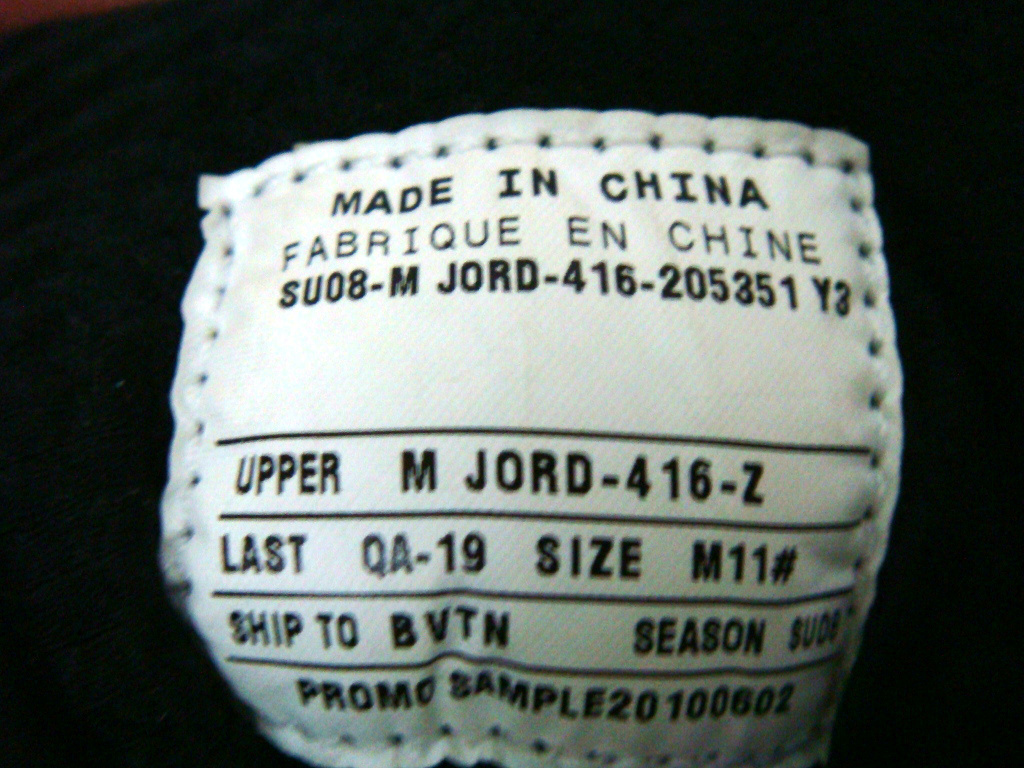 MADE IN CHINA
FABRIQUE EN CHINE
SU08-M JORD-416-205351 Y3
UPPER M JORD-416-Z
LAST QA-19 SIZE M11#
SHIP TO BVTN SEASON SU08
PROMO SAMPLE20100602